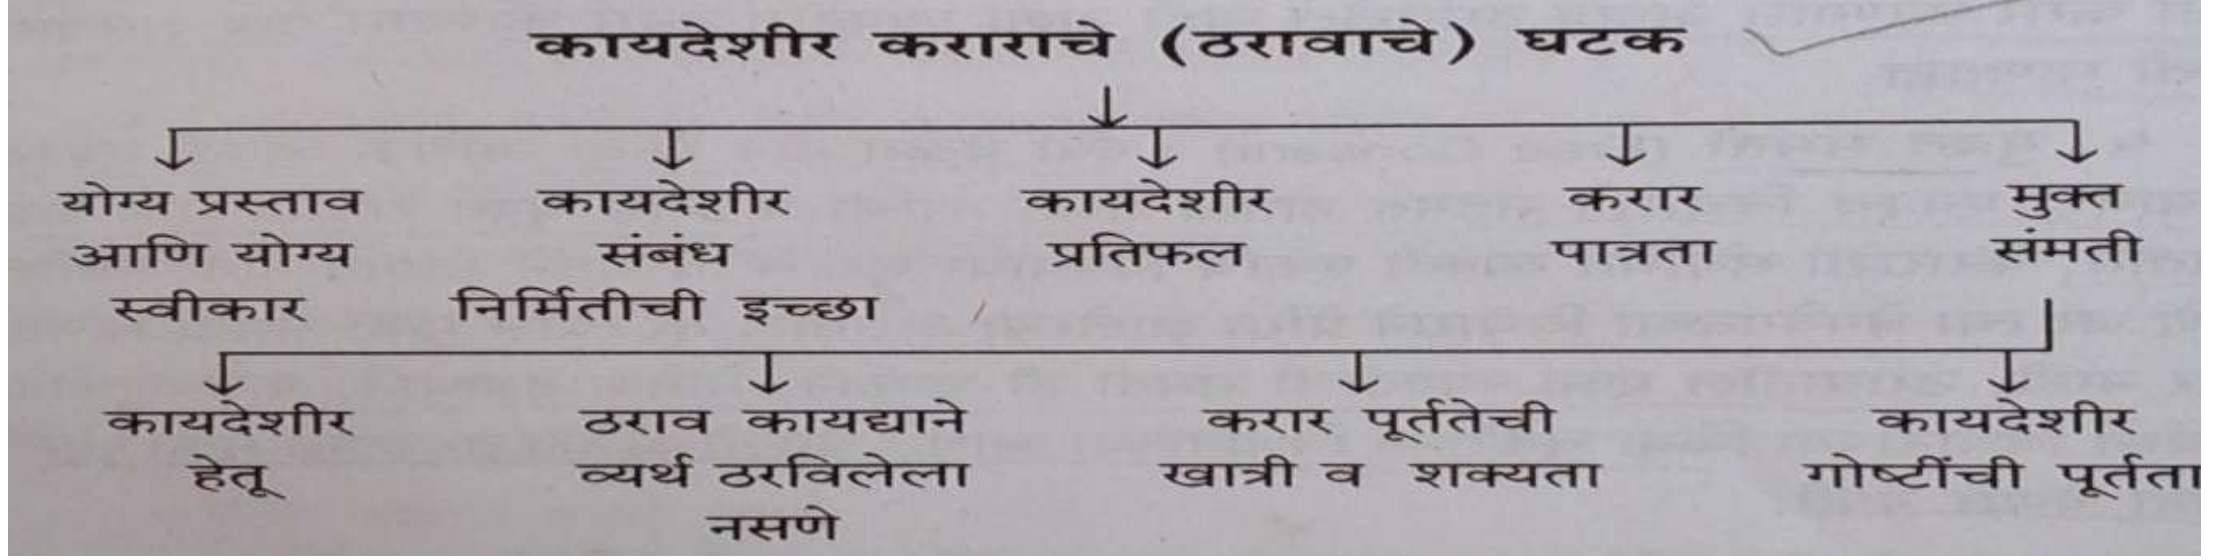 कायदेशीर कराराचे (ठरावाचे) घटक
योग्य प्रस्ताव
आणि योग्य
स्वीकार
कायदेशीर
संबंध
निर्मितीची इच्छा
कायदेशीर
प्रतिफल
करार
पात्रता
मुक्त
संमती
कायदेशीर
हेतू
ठराव कायद्याने
व्यर्थ ठरविलेला
नसणे
करार पूर्ततेची
खात्री व शक्यता
कायदेशीर
गोष्टींची पूर्तता